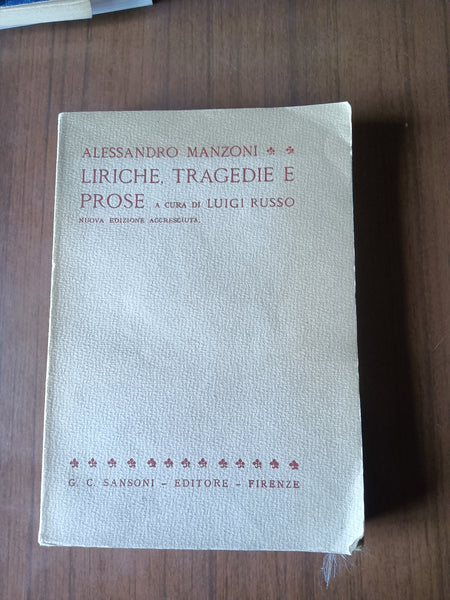 ALESSANDRO MANZONI
LIRICHE, TRAGEDIE E
PROSE A CURA DI LUIGI RUSSO
NUOVA EDIZIONE ACCRESCIUTA.
G. C. SANSONI - EDITORE - FIRENZE